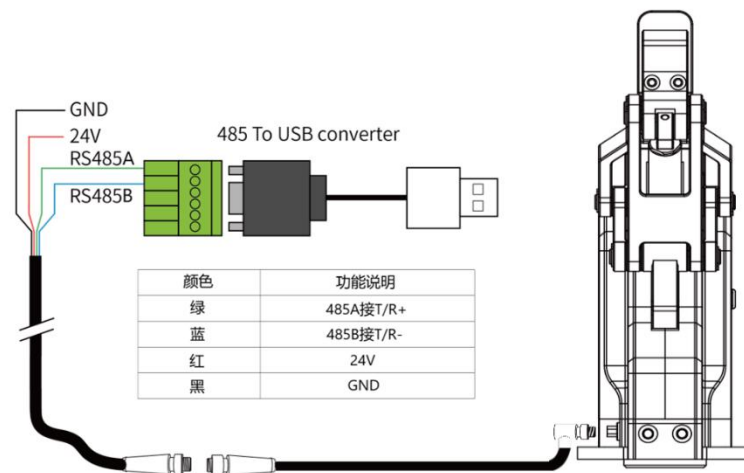 GND
24V
RS485A
RS485B
485 To USB converter
颜色 功能说明
绿 485A接T/R+
蓝 485B接T/R-
红 24V
黑 GND